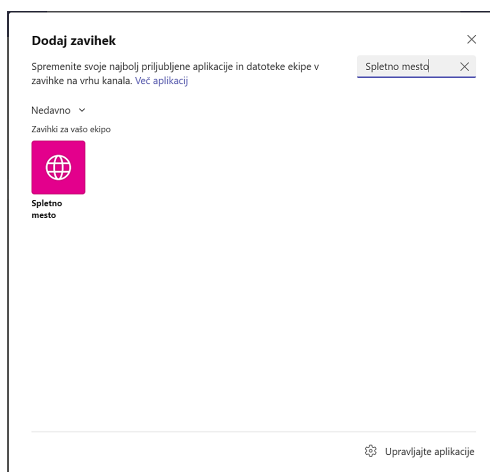 Dodaj zavihek
Spremenite svoje najbolj priljubljene aplikacije in datoteke ekipe v
zavihke na vrhu kanala. Več aplikacij
Spletno mesto
Nedavno
Zavihki za vašo ekipo
Spletno
mesto
Upravljajte aplikacije